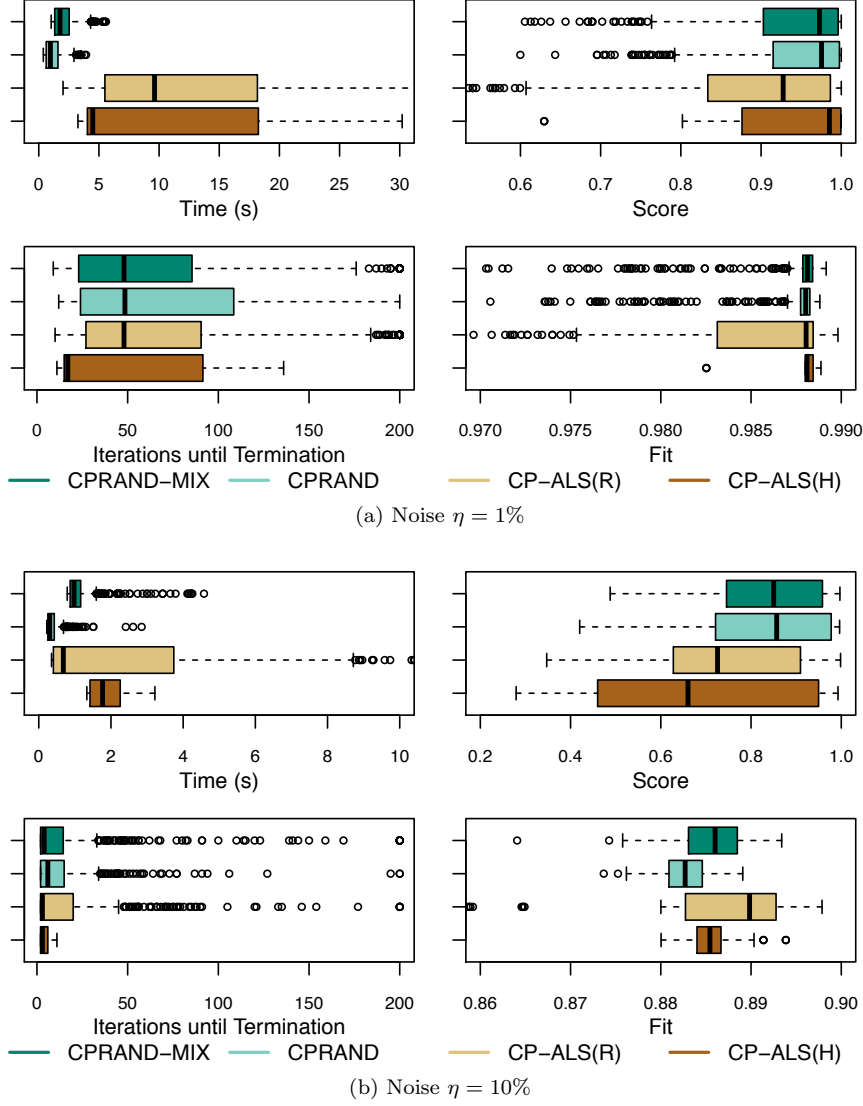 0 5 10 15 20 25 30
Time (s)
0.6 0.7 0.8 0.9 1.0
Score
0 50 100 150 200
Iterations until Termination
0.970 0.975 0.980 0.985 0.990
Fit
CPRAND−MIX CPRAND CP−ALS(R) CP−ALS(H)
(a) Noise η = 1%
0 2 4 6 8 10
Time (s)
0.2 0.4 0.6 0.8 1.0
Score
0 50 100 150 200
Iterations until Termination
0.86 0.87 0.88 0.89 0.90
Fit
CPRAND−MIX CPRAND CP−ALS(R) CP−ALS(H)
(b) Noise η = 10%